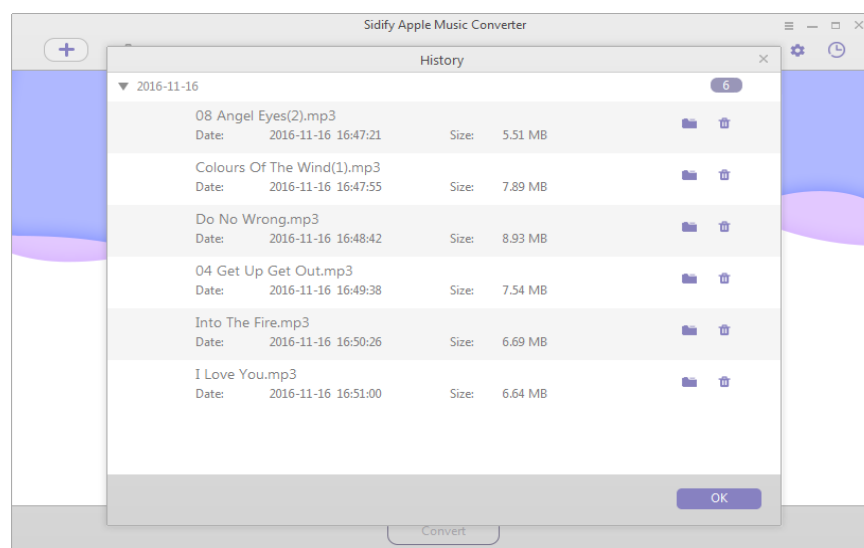 Sidify Apple Music Converter
History
2016-11-16 6
08 Angel Eyes(2).mp3
Date: 2016-11-16 16:47:21 Size: 5.51 MB
Colours Of The Wind(1).mp3
Date: 2016-11-16 16:47:55 Size: 7.89 MB
Do No Wrong.mp3
Date: 2016-11-16 16:48:42 Size: 8.93 MB
04 Get Up Get Out.mp3
Date: 2016-11-16 16:49:38 Size: 7.54 MB
Into The Fire.mp3
Date: 2016-11-16 16:50:26 Size: 6.69 MB
I Love You.mp3
Date: 2016-11-16 16:51:00 Size: 6.64 MB
OK
Convert